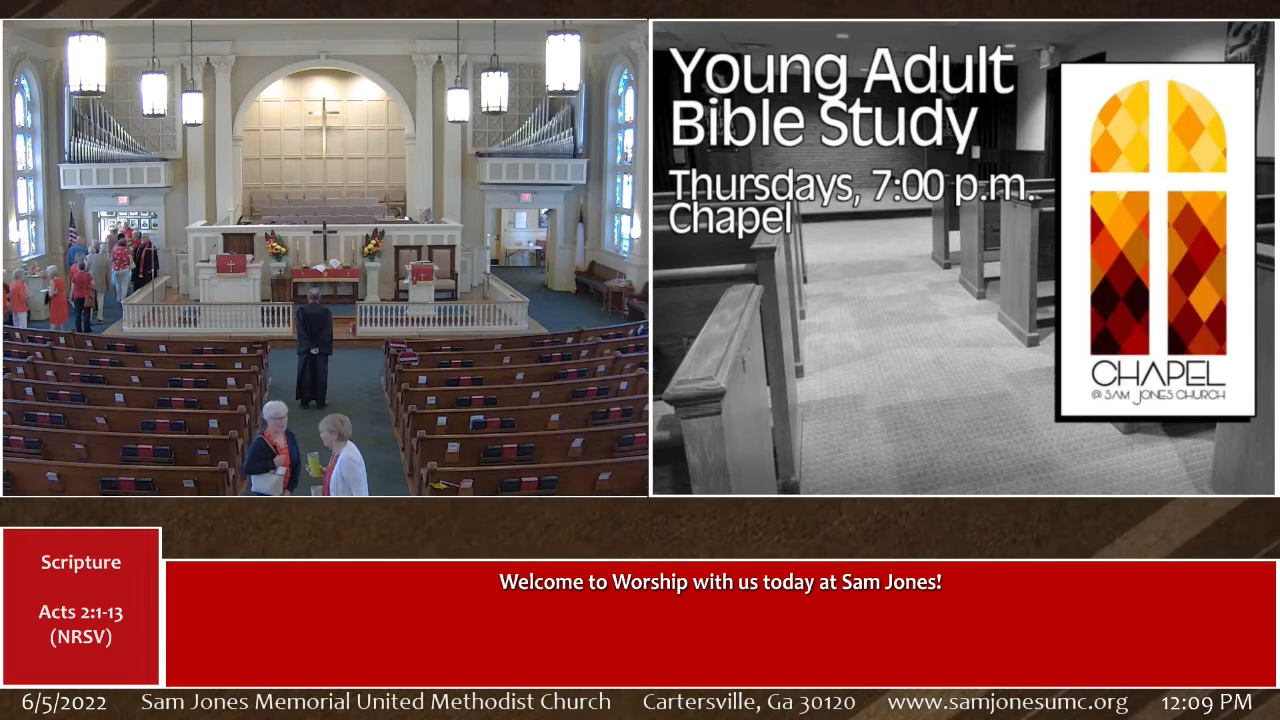 Young Adult
Bible Study
Thursdays, 7:00 p.m.
Chapel
CHAPEL
@ SAM JONES CHURCH
Scripture
Acts 2:1-13
(NRSV)
Welcome to Worship with us today at Sam Jones!
6/5/2022 Sam Jones Memorial United Methodist Church Cartersville, Ga 30120 www.samjonesumc.org 12:09 PM